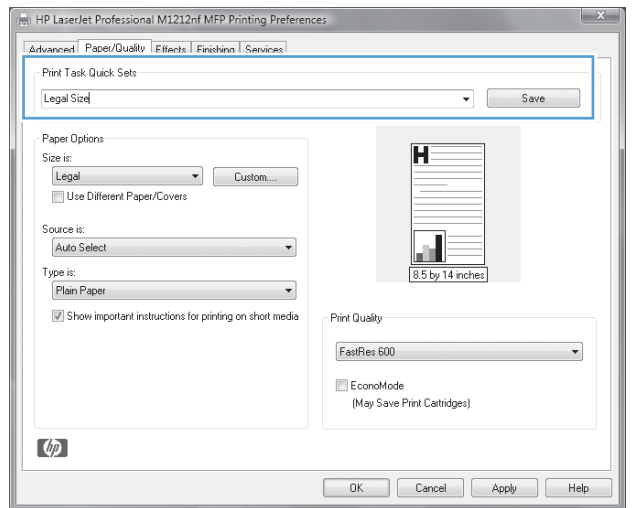 HP LaserJet Professional M1212nf MFP Printing Preferences
Advanced Paper/Quality Effects Finishing Services
Print Task Quick Sets
Legal Size Save
Paper Options
Size is:
Legal Custom....
Use Different Paper/Covers
Source is:
Auto Select
Type is:
Plain Paper
Show important instructions for printing on short media
H
8.5 by 14 inches
Print Quality
FastRes 600
EconoMode
(May Save Print Cartridges)
hp
OK Cancel Apply Help